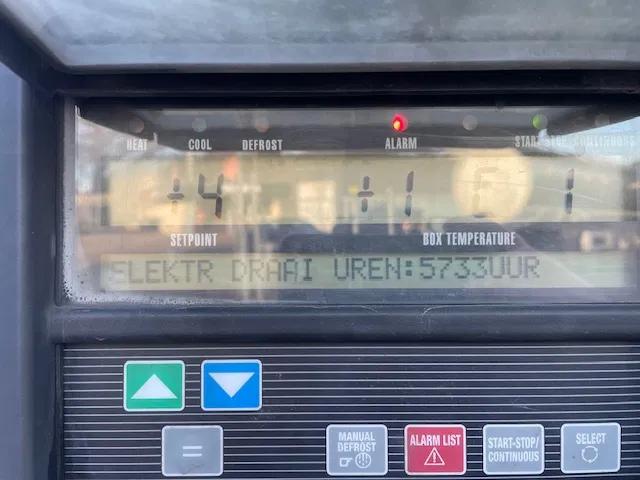 HEAT COOL DEFROST ALARM START-STOP CONTINUOUS
+4 +1 1
SETPOINT BOX TEMPERATURE
ELEKTR DRAAI UREN:5733UUR
=
MANUAL DEFROST
ALARM LIST
START-STOP/
CONTINUOUS
SELECT